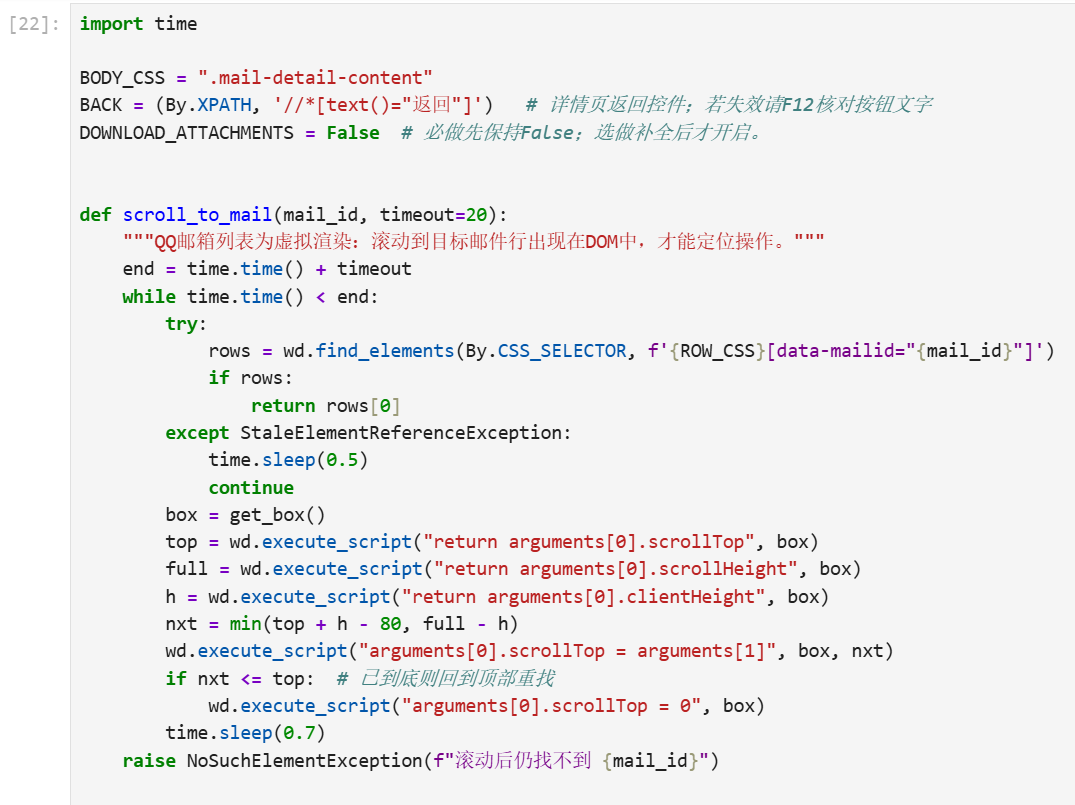 [22]:
import time
BODY_CSS = ".mail-detail-content"
BACK = (By.XPATH, '//*[text()="返回"]')   # 详情页返回控件；若失效请F12核对按钮文字
DOWNLOAD_ATTACHMENTS = False  # 必做先保持False；选做补全后才开启。
def scroll_to_mail(mail_id, timeout=20):
    """QQ邮箱列表为虚拟渲染：滚动到目标邮件行出现在DOM中，才能定位操作。"""
    end = time.time() + timeout
    while time.time() < end:
        try:
            rows = wd.find_elements(By.CSS_SELECTOR, f'{ROW_CSS}[data-mailid="{mail_id}"]')
            if rows:
                return rows[0]
        except StaleElementReferenceException:
            time.sleep(0.5)
            continue
        box = get_box()
        top = wd.execute_script("return arguments[0].scrollTop", box)
        full = wd.execute_script("return arguments[0].scrollHeight", box)
        h = wd.execute_script("return arguments[0].clientHeight", box)
        nxt = min(top + h - 80, full - h)
        wd.execute_script("arguments[0].scrollTop = arguments[1]", box, nxt)
        if nxt <= top:  # 已到底则回到顶部重找
            wd.execute_script("arguments[0].scrollTop = 0", box)
        time.sleep(0.7)
    raise NoSuchElementException(f"滚动后仍找不到 {mail_id}")